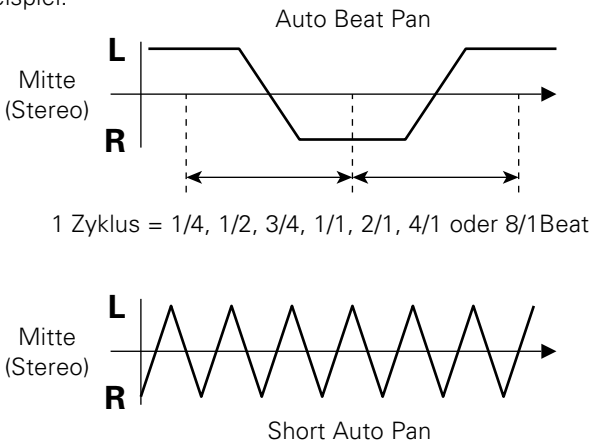 Auto Beat Pan
L
Mitte
(Stereo)
R
1 Zyklus = 1/4, 1/2, 3/4, 1/1, 2/1, 4/1 oder 8/1Beat
L
Mitte
(Stereo)
R
Short Auto Pan